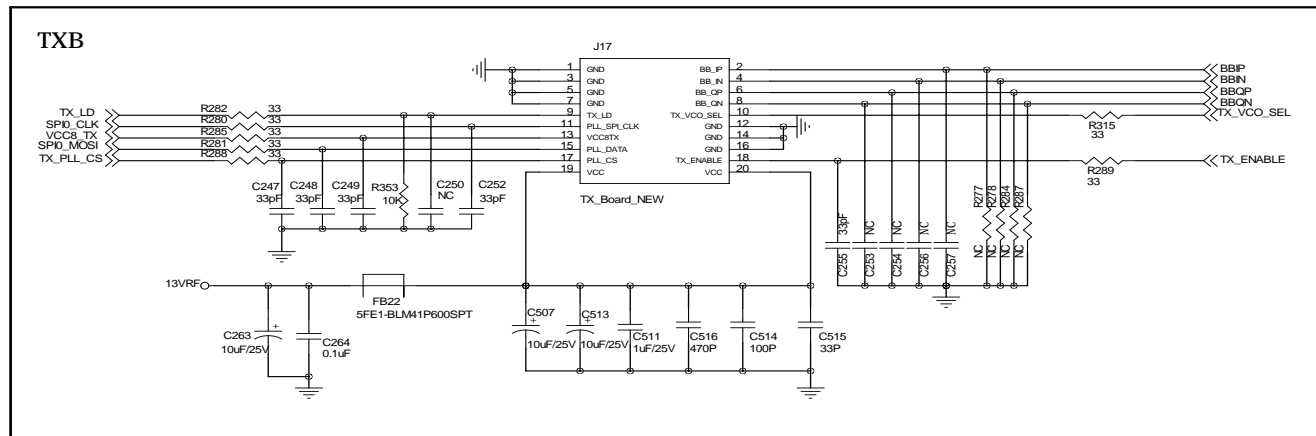 TXB
J17
1 GND BB_IP 2 BBIP
3 GND BB_IN 4 BBIN
5 GND BB_QP 6 BBQP
7 GND BB_QN 8 BBQN
TX_LD R282 33 9 TX_LD TX_VCO_SEL 10 TX_VCO_SEL
SPI0_CLK R280 33 11 PLL_SPI_CLK GND 12 R315
VCC8_TX R285 33 13 VCC8TX GND 14 33
SPI0_MOSI R281 33 15 PLL_DATA GND 16
TX_PLL_CS R288 33 17 PLL_CS TX_ENABLE 18 TX_ENABLE
19 VCC VCC 20 R289
33
C247 C248 C249 R353 C250 C252
33pF 33pF 33pF 10K NC 33pF
TX_Board_NEW
R277 R278 R284 R287
NC NC NC NC
33pF NC NC NC NC
C255 C253 C254 C256 C257
13VRF
FB22
5FE1-BLM41P600SPT
C263 + C264
10uF/25V 0.1uF
C507 + C513 + C511 C516 C514 C515
10uF/25V 10uF/25V 1uF/25V 470P 100P 33P